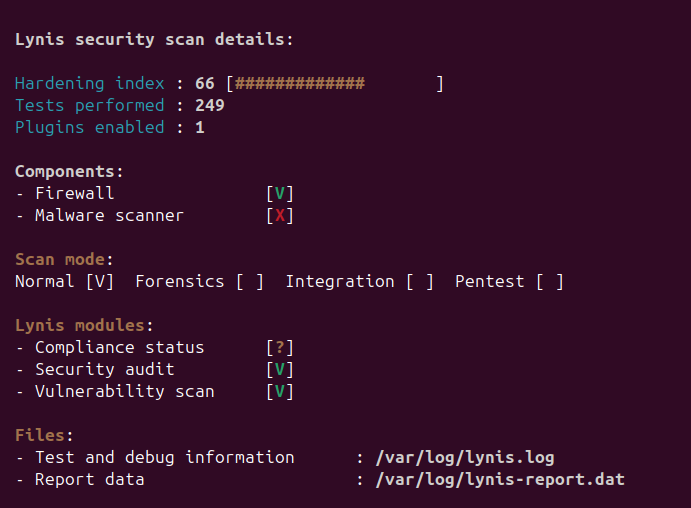 Lynis security scan details:
Hardening index : 66 [############# ]
Tests performed : 249
Plugins enabled : 1
Components:
- Firewall [V]
- Malware scanner [X]
Scan mode:
Normal [V] Forensics [ ] Integration [ ] Pentest [ ]
Lynis modules:
- Compliance status [?]
- Security audit [V]
- Vulnerability scan [V]
Files:
- Test and debug information : /var/log/lynis.log
- Report data : /var/log/lynis-report.dat